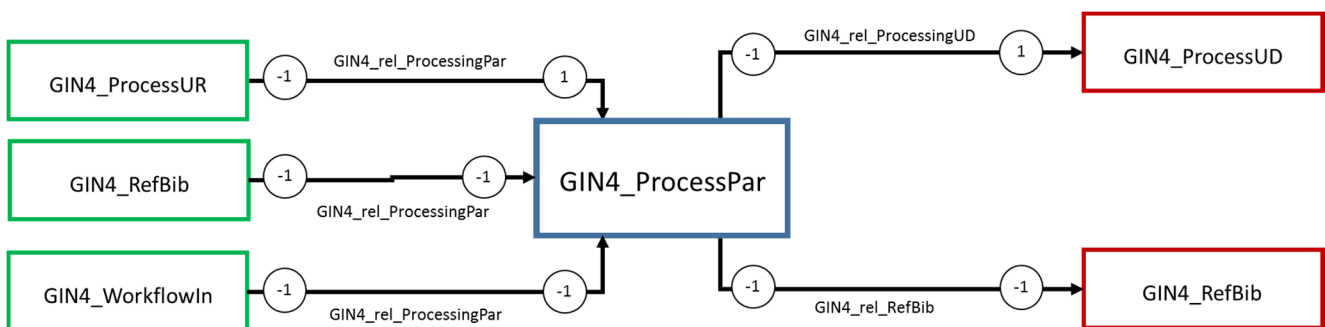 GIN4_ProcessUR
-1
GIN4_rel_ProcessingPar
1
GIN4_RefBib
-1
-1
GIN4_rel_ProcessingPar
GIN4_WorkflowIn
-1
-1
GIN4_rel_ProcessingPar
GIN4_ProcessPar
-1
GIN4_rel_ProcessingUD
1
GIN4_ProcessUD
-1
GIN4_rel_RefBib
-1
GIN4_RefBib